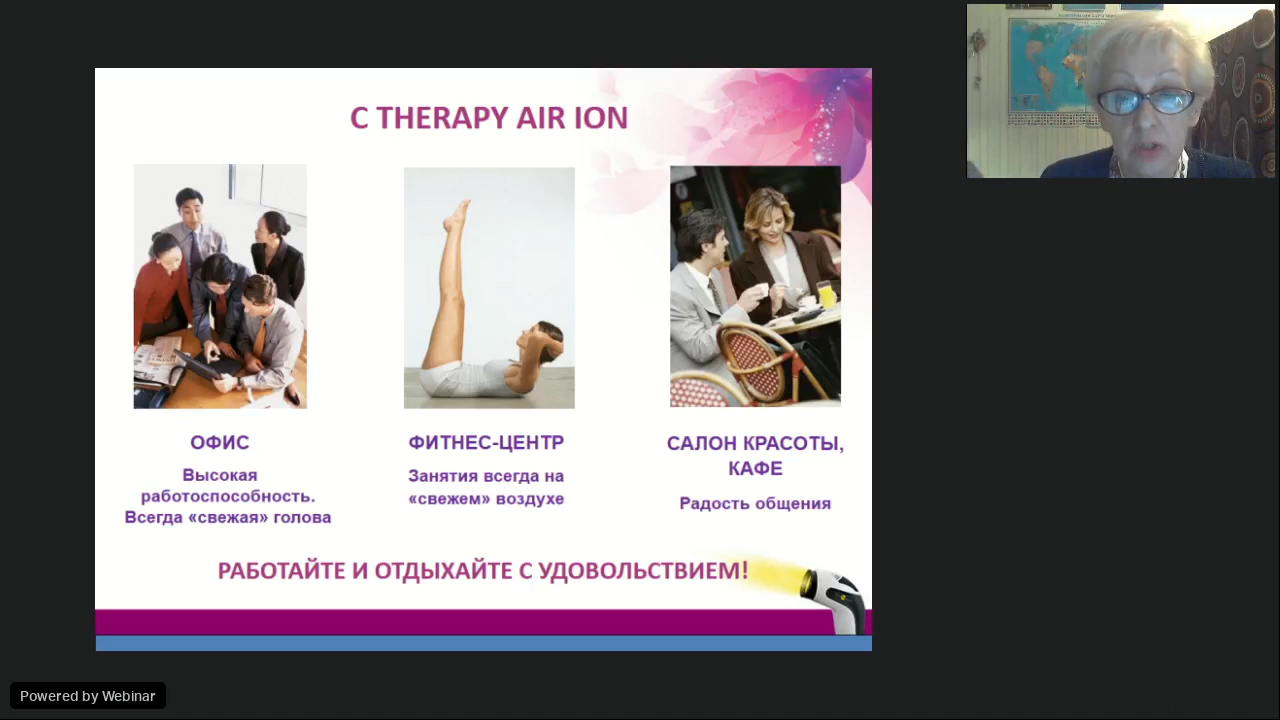 С THERAPY AIR ION
ОФИС
Высокая
работоспособность.
Всегда «свежая» голова
ФИТНЕС-ЦЕНТР
Занятия всегда на
«свежем» воздухе
САЛОН КРАСОТЫ,
КАФЕ
Радость общения
РАБОТАЙТЕ И ОТДЫХАЙТЕ С УДОВОЛЬСТВИЕМ!
Powered by Webinar